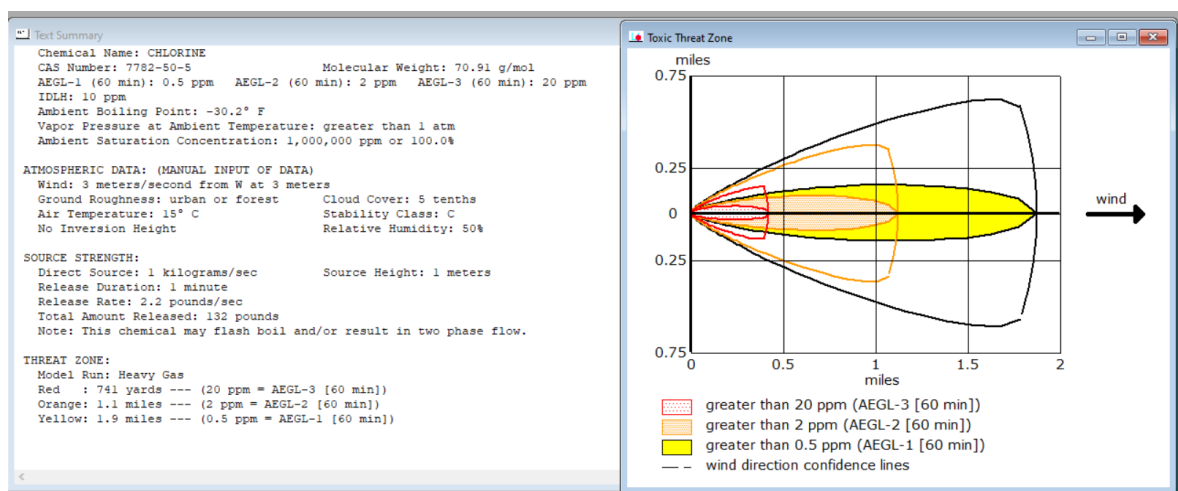 Text Summary
Chemical Name: CHLORINE
CAS Number: 7782-50-5 Molecular Weight: 70.91 g/mol
AEGL-1 (60 min): 0.5 ppm AEGL-2 (60 min): 2 ppm AEGL-3 (60 min): 20 ppm
IDLH: 10 ppm
Ambient Boiling Point: -30.2° F
Vapor Pressure at Ambient Temperature: greater than 1 atm
Ambient Saturation Concentration: 1,000,000 ppm or 100.0%
ATMOSPHERIC DATA: (MANUAL INPUT OF DATA)
Wind: 3 meters/second from W at 3 meters
Ground Roughness: urban or forest Cloud Cover: 5 tenths
Air Temperature: 15° C Stability Class: C
No Inversion Height Relative Humidity: 50%
SOURCE STRENGTH:
Direct Source: 1 kilograms/sec Source Height: 1 meters
Release Duration: 1 minute
Release Rate: 2.2 pounds/sec
Total Amount Released: 132 pounds
Note: This chemical may flash boil and/or result in two phase flow.
THREAT ZONE:
Model Run: Heavy Gas
Red : 741 yards --- (20 ppm = AEGL-3 [60 min])
Orange: 1.1 miles --- (2 ppm = AEGL-2 [60 min])
Yellow: 1.9 miles --- (0.5 ppm = AEGL-1 [60 min])
Toxic Threat Zone
miles
0.75
0.25
0
0.25
0.75
0 0.5 1 1.5 2
miles
wind
greater than 20 ppm (AEGL-3 [60 min])
greater than 2 ppm (AEGL-2 [60 min])
greater than 0.5 ppm (AEGL-1 [60 min])
wind direction confidence lines